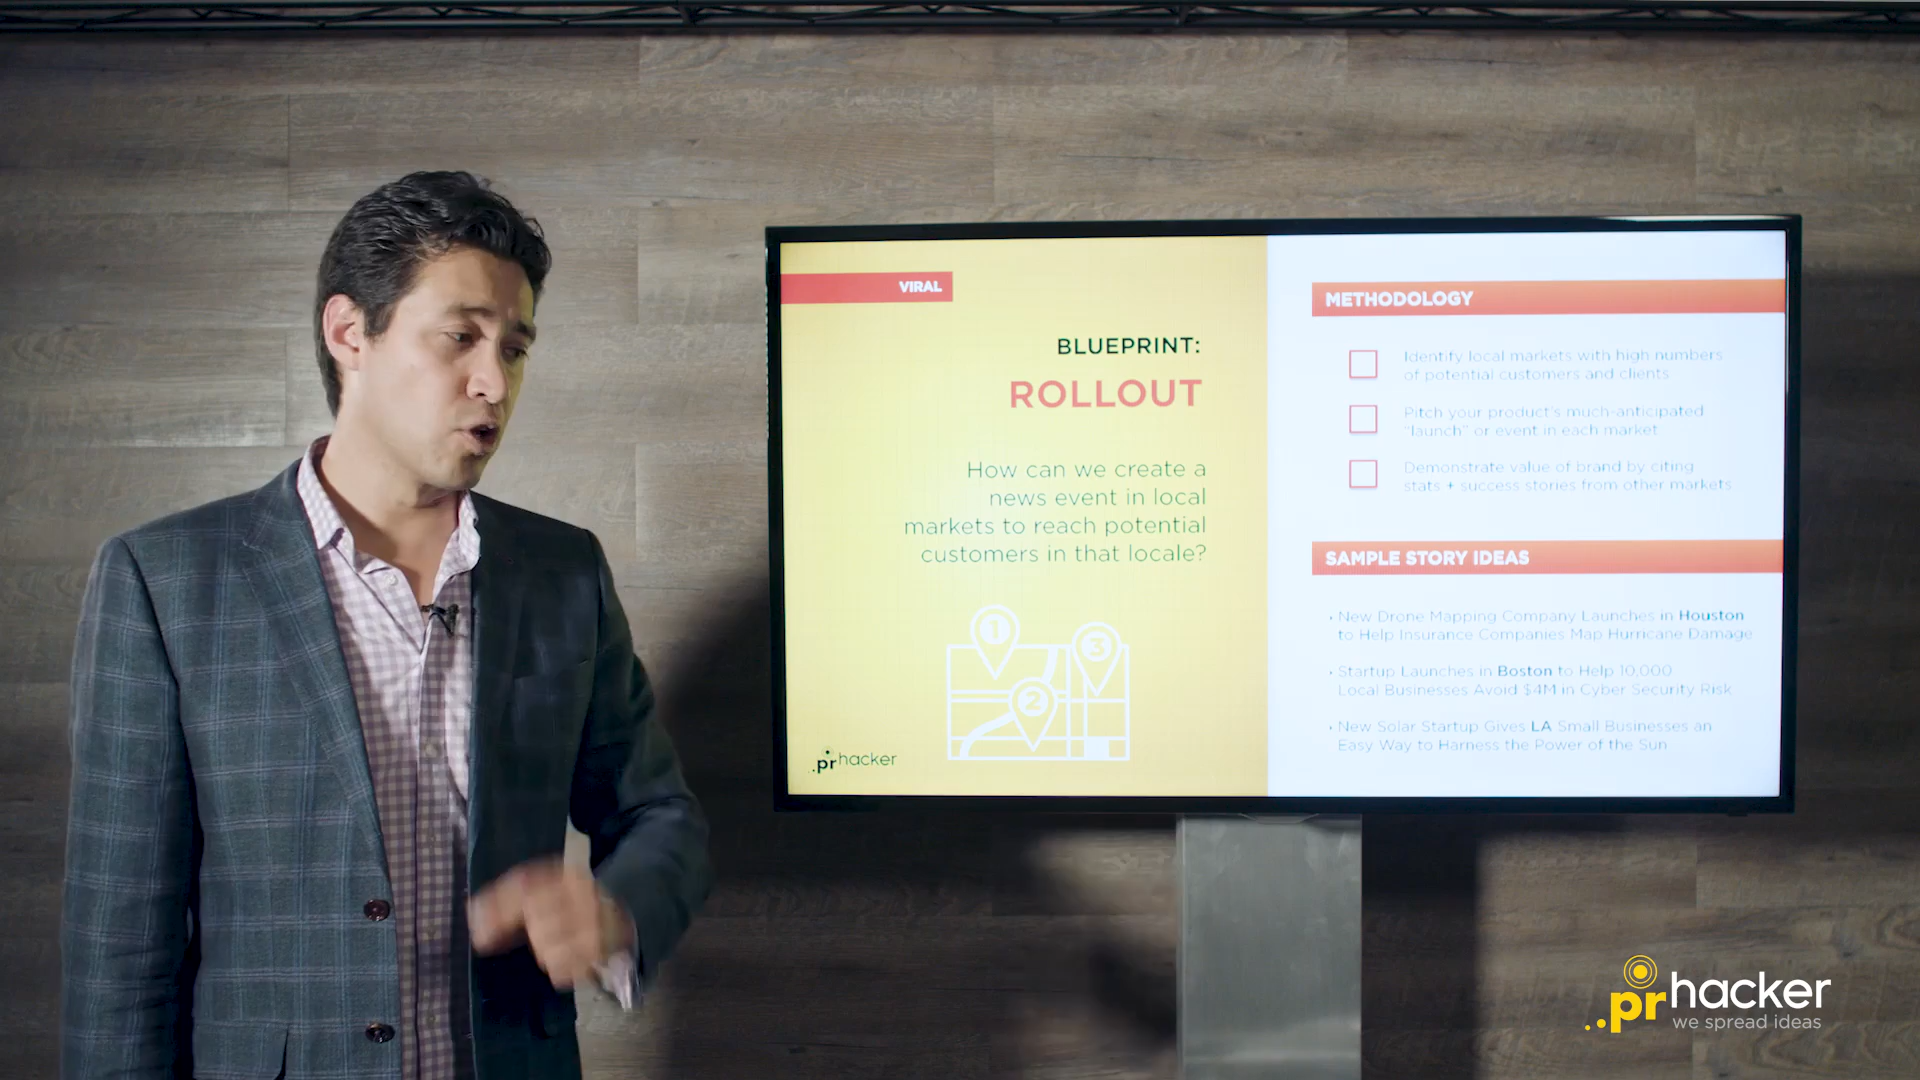 VIRAL
BLUEPRINT:
ROLLOUT
How can we create a
news event in local
markets to reach potential
customers in that locale?
1
3
2
..prhacker
METHODOLOGY
Identify local markets with high numbers
of potential customers and clients
Pitch your product's much-anticipated
"launch" or event in each market
Demonstrate value of brand by citing
stats + success stories from other markets
SAMPLE STORY IDEAS
• New Drone Mapping Company Launches in Houston
to Help Insurance Companies Map Hurricane Damage
• Startup Launches in Boston to Help 10,000
Local Businesses Avoid $4M in Cyber Security Risk
• New Solar Startup Gives LA Small Businesses an
Easy Way to Harness the Power of the Sun
..prhacker
we spread ideas